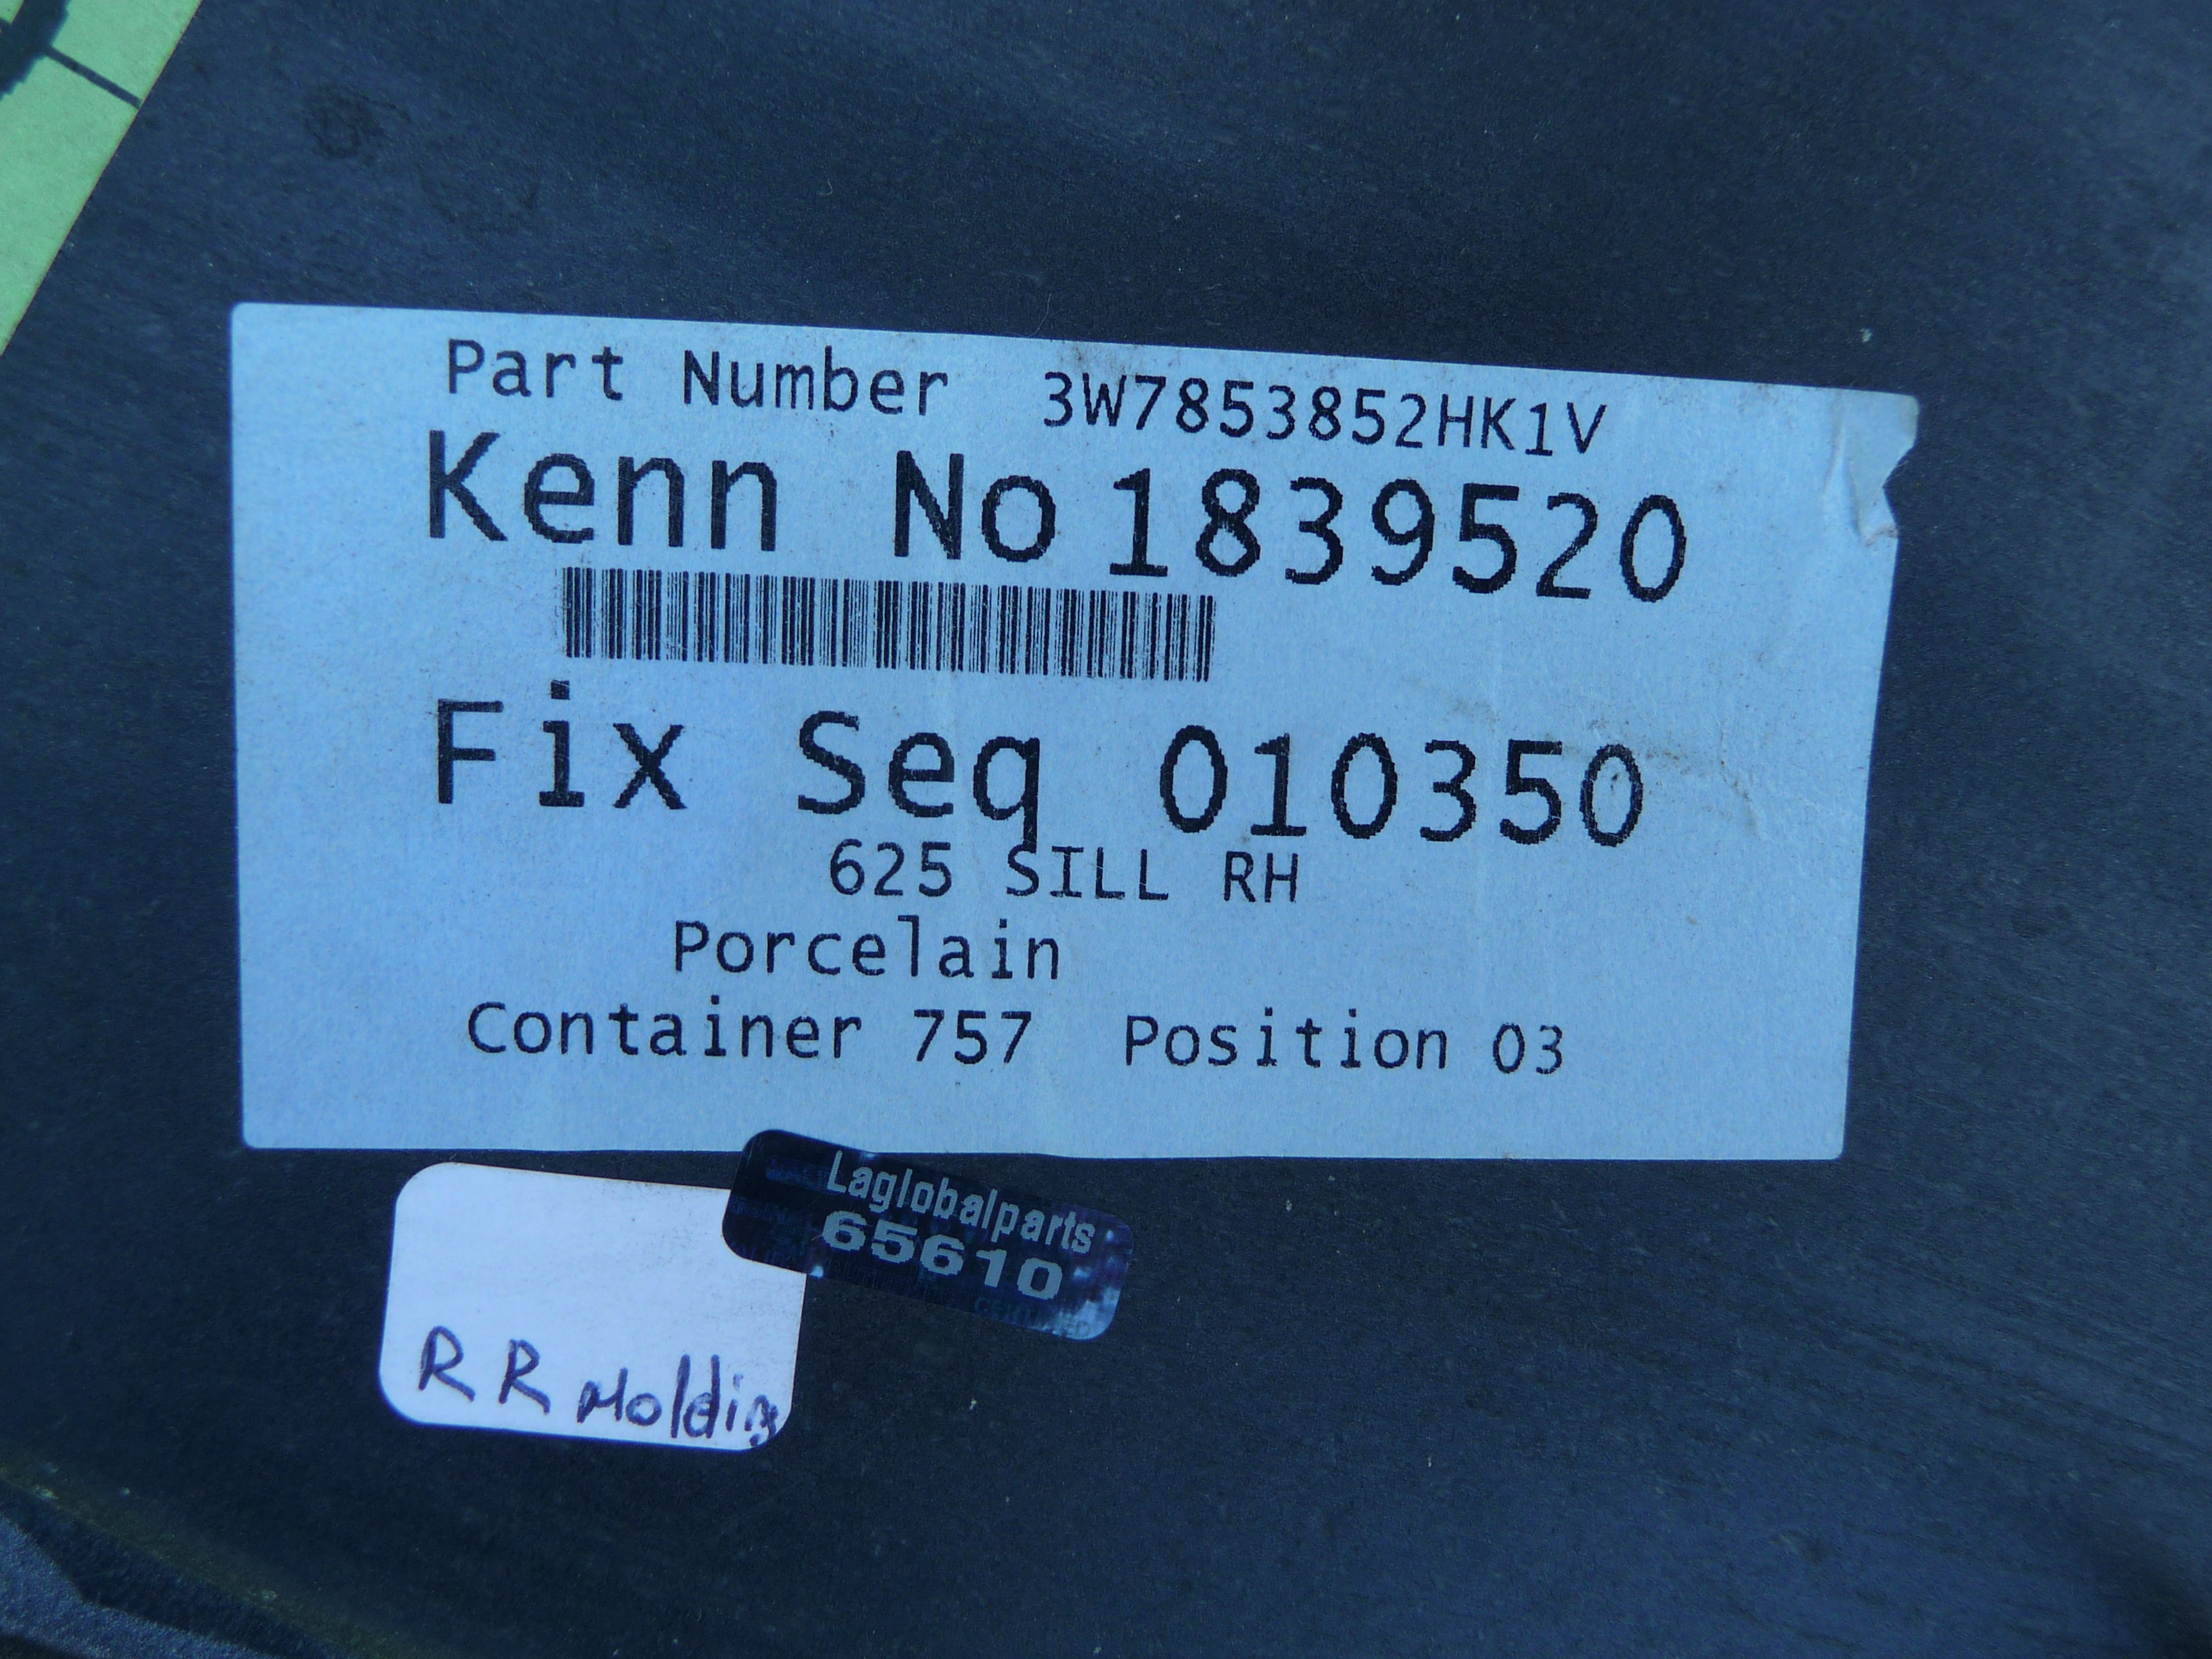 Part Number 3W7853852HK1V
Kenn No 1839520
Fix Seq 010350
625 SILL RH
Porcelain
Container 757 Position 03
Laglobalparts
65610
R R Molding